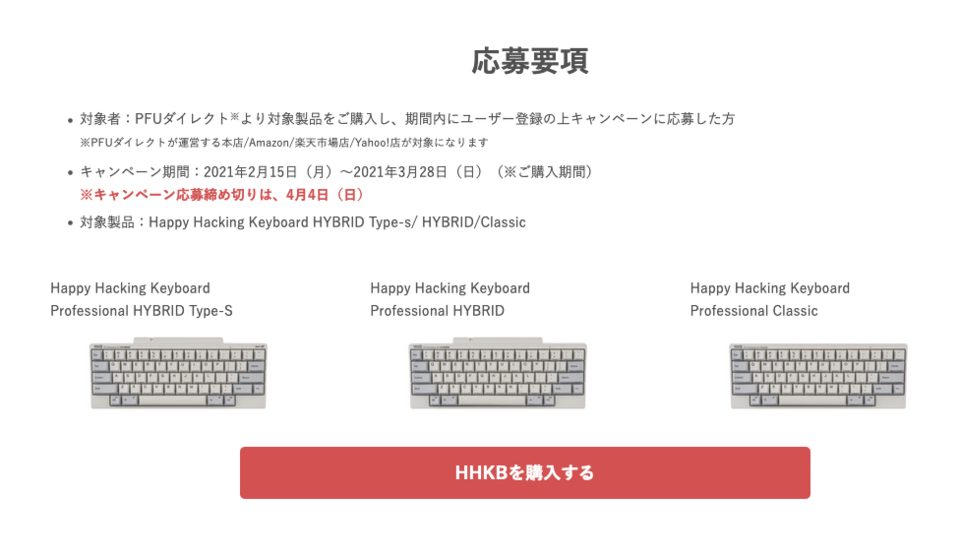 応募要項
• 対象者：PFUダイレクト※より対象製品をご購入し、期間内にユーザー登録の上キャンペーンに応募した方
※PFUダイレクトが運営する本店/Amazon/楽天市場店/Yahoo!店が対象になります
• キャンペーン期間：2021年2月15日（月）〜2021年3月28日（日）（※ご購入期間）
※キャンペーン応募締め切りは、4月4日（日）
• 対象製品：Happy Hacking Keyboard HYBRID Type-s/ HYBRID/Classic
Happy Hacking Keyboard
Professional HYBRID Type-S
Happy Hacking Keyboard
Professional HYBRID
Happy Hacking Keyboard
Professional Classic
HHKBを購入する